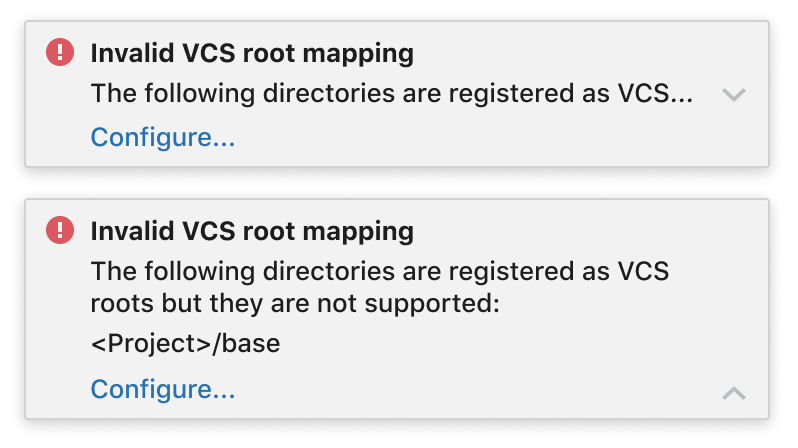 Invalid VCS root mapping
The following directories are registered as VCS...
Configure...
Invalid VCS root mapping
The following directories are registered as VCS
roots but they are not supported:
<Project>/base
Configure...